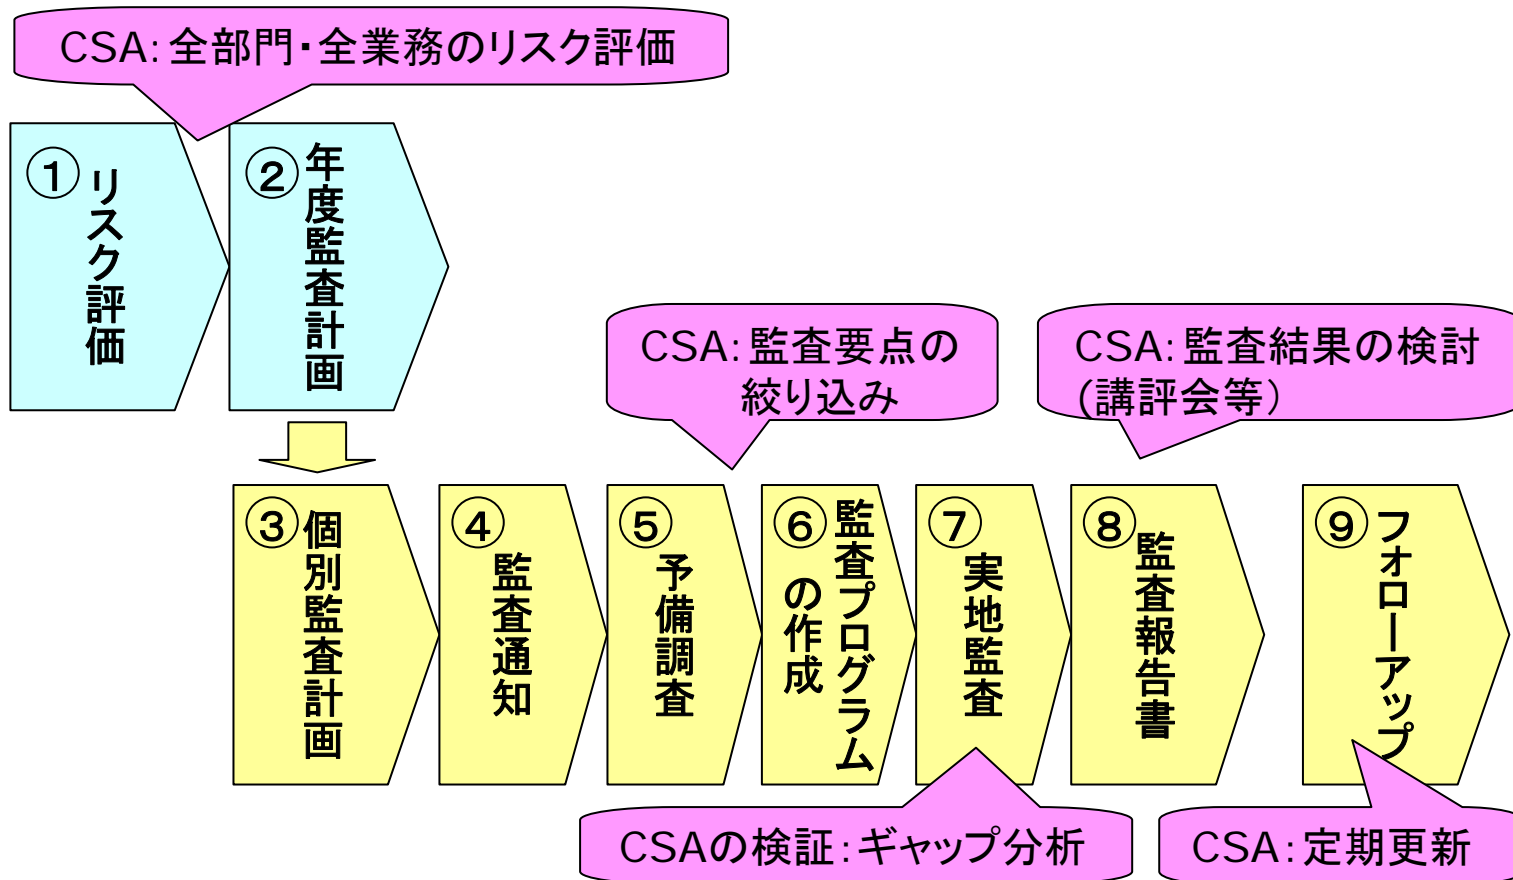 CSA：全部門・全業務のリスク評価
① リスク評価
② 年度監査計画
CSA：監査要点の
絞り込み
CSA：監査結果の検討
（講評会等）
③ 個別監査計画
④ 監査通知
⑤ 予備調査
⑥ 監査プログラム
の作成
⑦ 実地監査
⑧ 監査報告書
⑨ フォローアップ
CSAの検証：ギャップ分析
CSA：定期更新